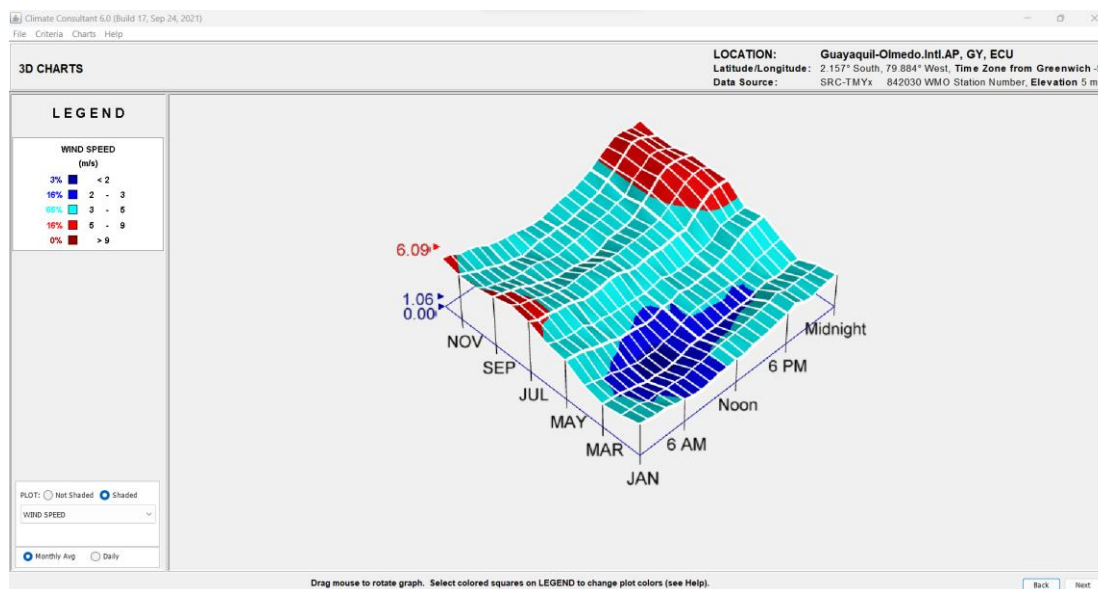 Climate Consultant 6.0 (Build 17, Sep 24, 2021)
File Criteria Charts Help
3D CHARTS
LOCATION: Guayaquil-Olmedo.Intl.AP, GY, ECU
Latitude/Longitude: 2.157° South, 79.884° West, Time Zone from Greenwich
Data Source: SRC-TMYx 842030 WMO Station Number, Elevation 5 m
LEGEND
WIND SPEED
(m/s)
3% < 2
16% 2 - 3
3 - 5
16% 5 - 9
0% > 9
6.09
1.06
0.00
NOV
SEP
JUL
MAY
MAR
JAN
6 AM
Noon
6 PM
Midnight
PLOT: Not Shaded Shaded
WIND SPEED
Monthly Avg Daily
Drag mouse to rotate graph. Select colored squares on LEGEND to change plot colors (see Help).
Back Next